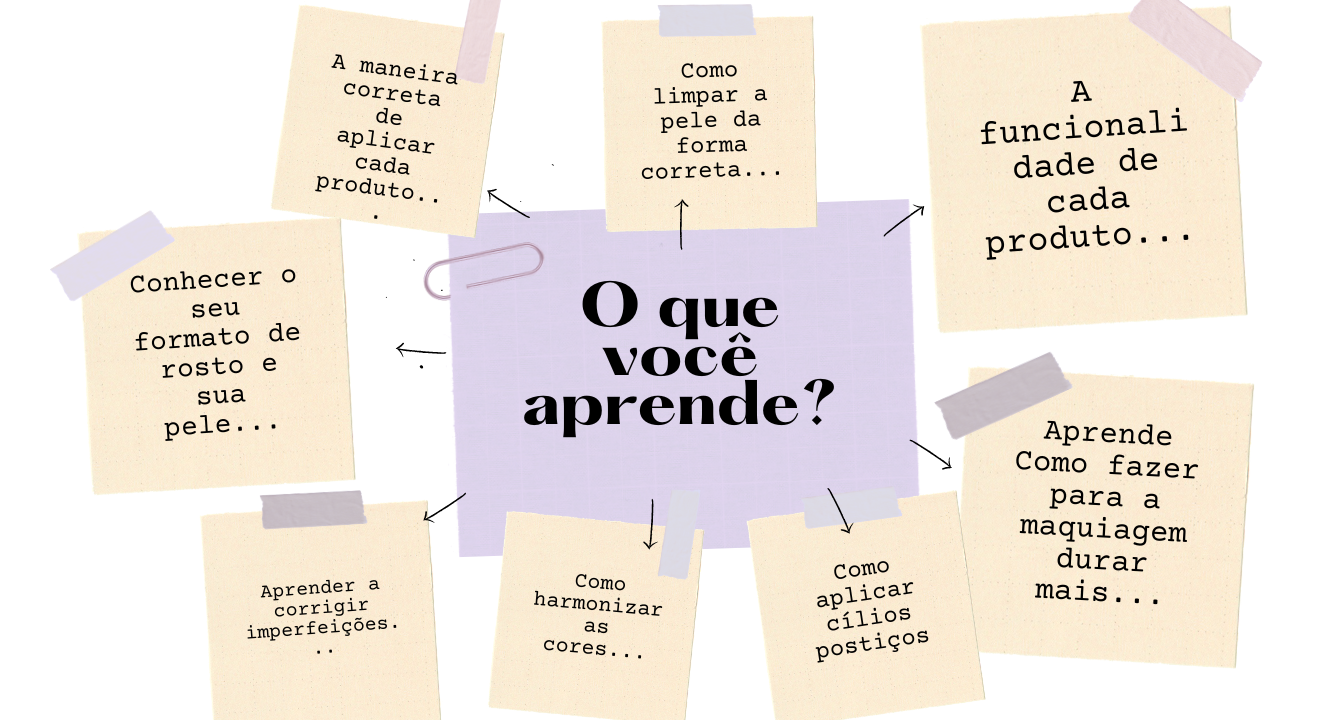 A maneira
correta
de
aplicar
cada
produto..
.
Como
limpar a
pele da
forma
correta...
A
funcionali
dade de
cada
produto...
Conhecer o
seu
formato de
rosto e
sua
pele...
O que
você
aprende?
Aprende
Como fazer
para a
maquiagem
durar
mais...
Aprender a
corrigir
imperfeições.
..
Como
harmonizar
as
cores...
Como
aplicar
cílios
postiços